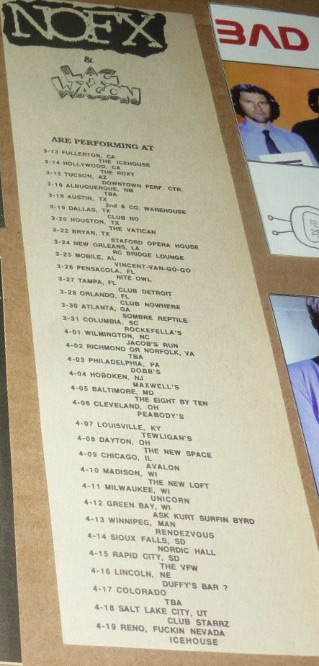 NOFX
&
LAG
WAGON
ARE PERFORMING AT
3-13 FULLERTON, CA
THE ICEHOUSE
3-14 HOLLYWOOD, CA
THE ROXY
3-15 TUCSON, AZ
DOWNTOWN PERF. CTR.
3-16 ALBUQUERQUE, NM
TBA
3-18 AUSTIN, TX
2nd & CO. WAREHOUSE
3-19 DALLAS, TX
CLUB NO
3-20 HOUSTON, TX
THE VATICAN
3-22 BRYAN, TX
STAFORD OPERA HOUSE
3-24 NEW ORLEANS, LA
RC BRIDGE LOUNGE
3-25 MOBILE, AL
VINCENT-VAN-GO-GO
3-26 PENSACOLA, FL
NITE OWL
3-27 TAMPA, FL
CLUB DETROIT
3-28 ORLANDO, FL
CLUB NOWHERE
3-30 ATLANTA, GA
SOMBRE REPTILE
3-31 COLUMBIA, SC
ROCKEFELLA'S
4-01 WILMINGTON, NC
JACOB'S RUN
4-02 RICHMOND or NORFOLK, VA
TBA
4-03 PHILADELPHIA, PA
DOBB'S
4-04 HOBOKEN, NJ
MAXWELL'S
4-05 BALTIMORE, MD
THE EIGHT BY TEN
4-06 CLEVELAND, OH
PEABODY'S
4-07 LOUISVILLE, KY
TEWLIGAN'S
4-08 DAYTON, OH
THE NEW SPACE
4-09 CHICAGO, IL
AVALON
4-10 MADISON, WI
THE NEW LOFT
4-11 MILWAUKEE, WI
UNICORN
4-12 GREEN BAY, WI
ASK KURT SURFIN BYRD
4-13 WINNIPEG, MAN
RENDEZVOUS
4-14 SIOUX FALLS, SD
NORDIC HALL
4-15 RAPID CITY, SD
THE VFW
4-16 LINCOLN, NE
DUFFY'S BAR ?
4-17 COLORADO
TBA
4-18 SALT LAKE CITY, UT
CLUB STARRZ
4-19 RENO, FUCKIN NEVADA
ICEHOUSE
BAD